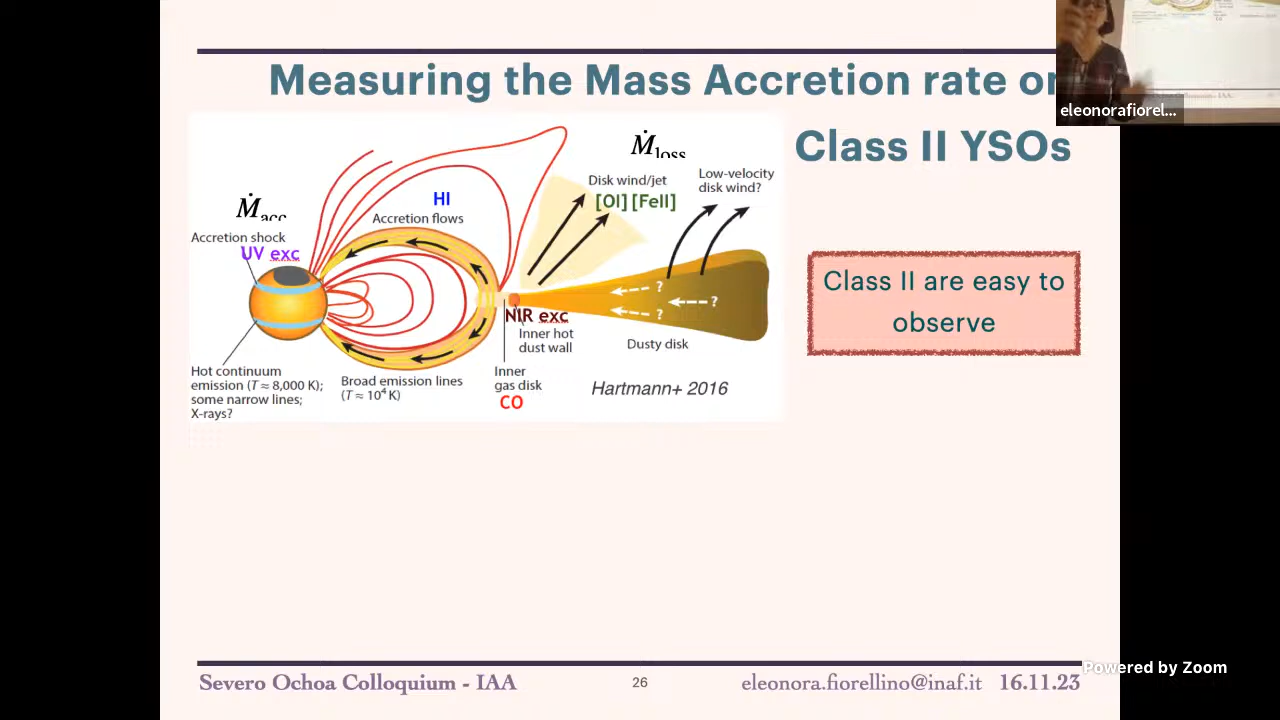 Measuring the Mass Accretion rate on
Class II YSOs
eleonorafiorel...
Ṁacc
Accretion shock
UV exc
HI
Accretion flows
Ṁloss
Disk wind/jet
[OI] [FeII]
Low-velocity
disk wind?
?
?
?
NIR exc
Inner hot
dust wall
Dusty disk
Hot continuum
emission (T ≈ 8,000 K);
some narrow lines;
X-rays?
Broad emission lines
(T ≈ 10⁴ K)
Inner
gas disk
CO
Hartmann+ 2016
Class II are easy to
observe
Severo Ochoa Colloquium - IAA
26
eleonora.fiorellino@inaf.it 16.11.23
Powered by Zoom